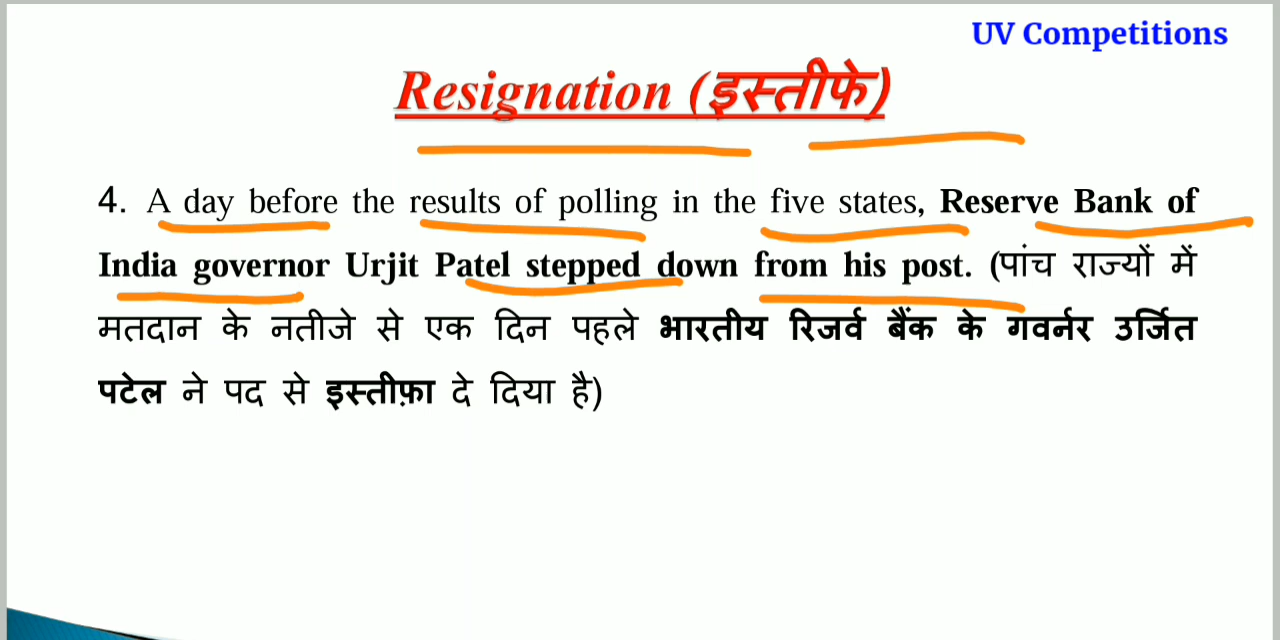 UV Competitions
Resignation (इस्तीफे)
4. A day before the results of polling in the five states, Reserve Bank of
India governor Urjit Patel stepped down from his post. (पांच राज्यों में
मतदान के नतीजे से एक दिन पहले भारतीय रिजर्व बैंक के गवर्नर उर्जित
पटेल ने पद से इस्तीफ़ा दे दिया है)